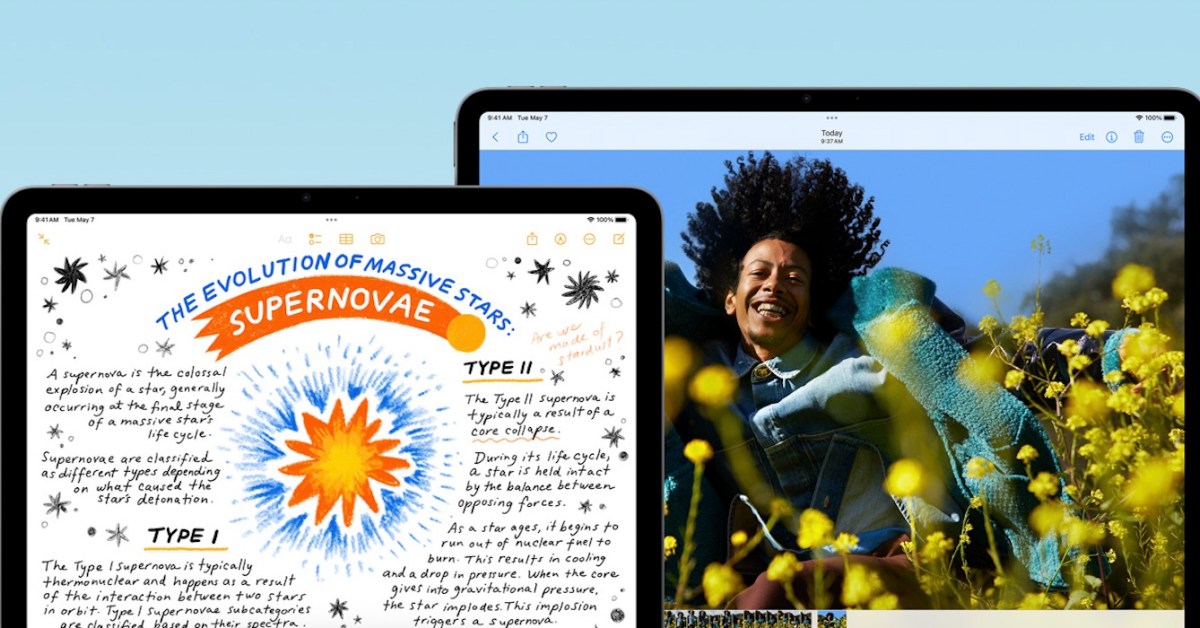 9:41 AM Tue May 7
100%
Aa
THE EVOLUTION OF MASSIVE STARS:
SUPERNOVAE
Are we
made of
stardust?
A supernova is the colossal
explosion of a star, generally
occurring at the final stage
of a massive star's
life cycle.
Supernovae are classified
as different types depending
on what caused the
star's detonation.
TYPE I
The Type I supernova is typically
thermonuclear and happens as a result
of the interaction between two stars
in orbit. Type I supernovae subcategories
are classified based on their spectra.
TYPE II
The Type II supernova is
typically a result of a
core collapse.
During its life cycle,
a star is held intact
by the balance between
opposing forces.
As a star ages, it begins to
run out of nuclear fuel to
burn. This results in cooling
and a drop in pressure. When the core
gives into gravitational pressure,
the star implodes. This implosion
triggers a supernova.
9:41 AM Tue May 7
100%
Today
9:37 AM
Edit